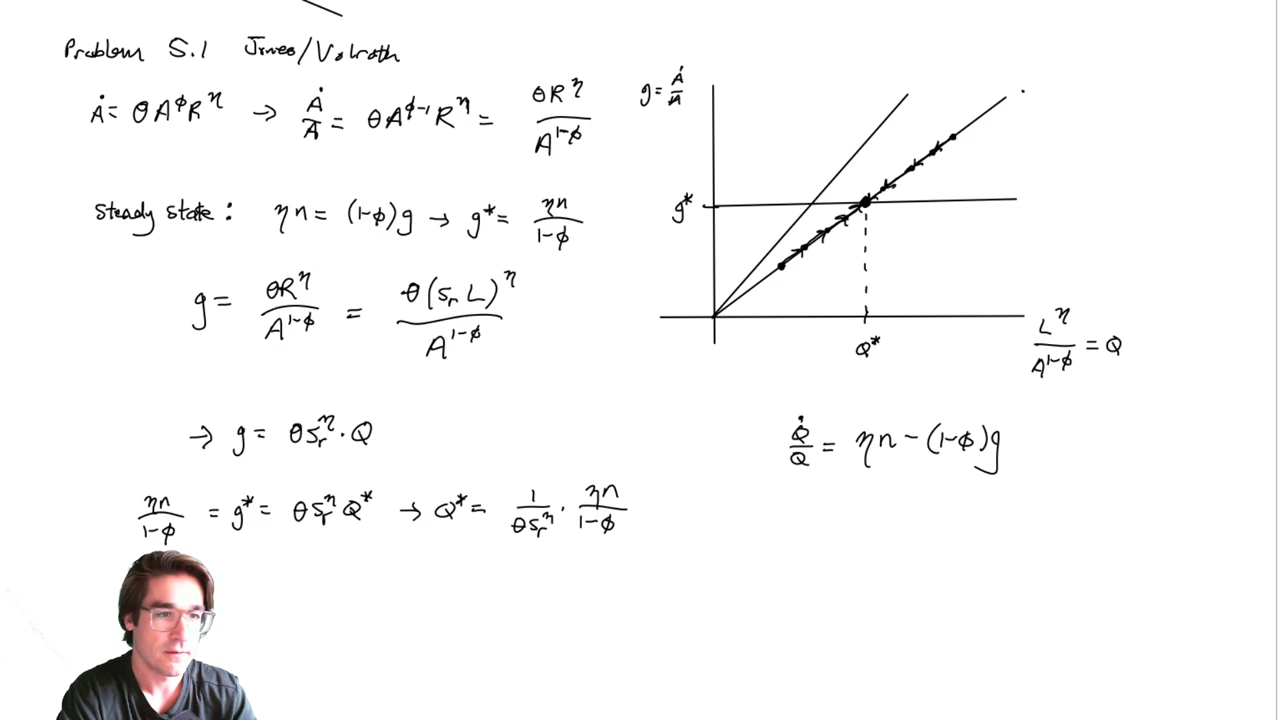 Problem 5.1 Jones/Vollrath
Ȧ = θA^ϕR^η → Ȧ/A = θA^(ϕ-1)R^η = θR^η/A^(1-ϕ)
Steady state: ηn = (1-ϕ)g → g* = ηn/(1-ϕ)
g = θR^η/A^(1-ϕ) = θ(s_r L)^η/A^(1-ϕ)
→ g = θs_r^η · Q
ηn/(1-ϕ) = g* = θs_r^η Q* → Q* = 1/(θs_r^η) · ηn/(1-ϕ)
g = Ȧ/A
g*
Q*
L^η/A^(1-ϕ) = Q
Q̇/Q = ηn - (1-ϕ)g